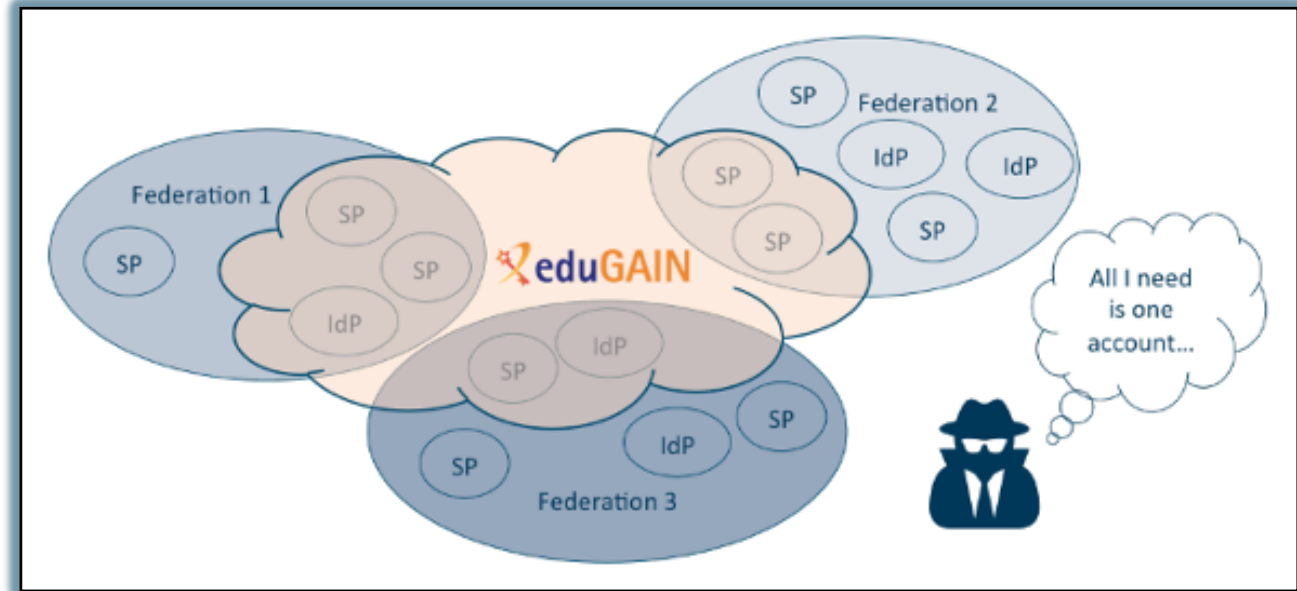 Federation 1
SP
SP
SP
IdP
eduGAIN
SP
Federation 2
IdP
IdP
SP
SP
SP
SP
IdP
SP
IdP
SP
Federation 3
All I need
is one
account...